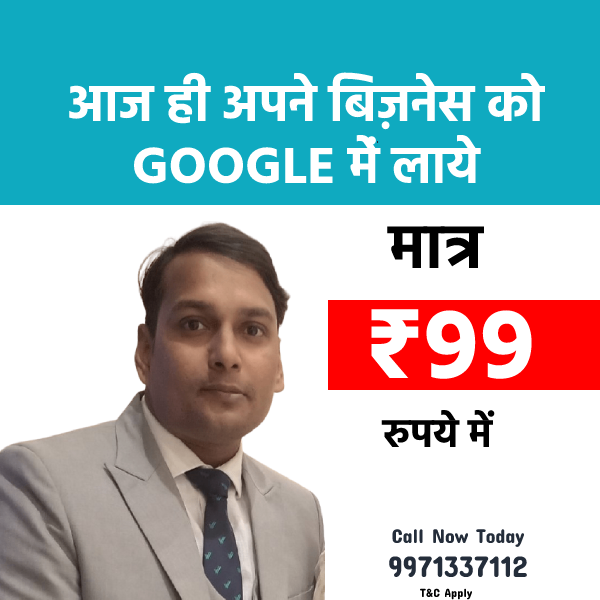 आज ही अपने बिज़नेस को
GOOGLE में लाये
मात्र
₹99
रुपये में
Call Now Today
9971337112
T&C Apply